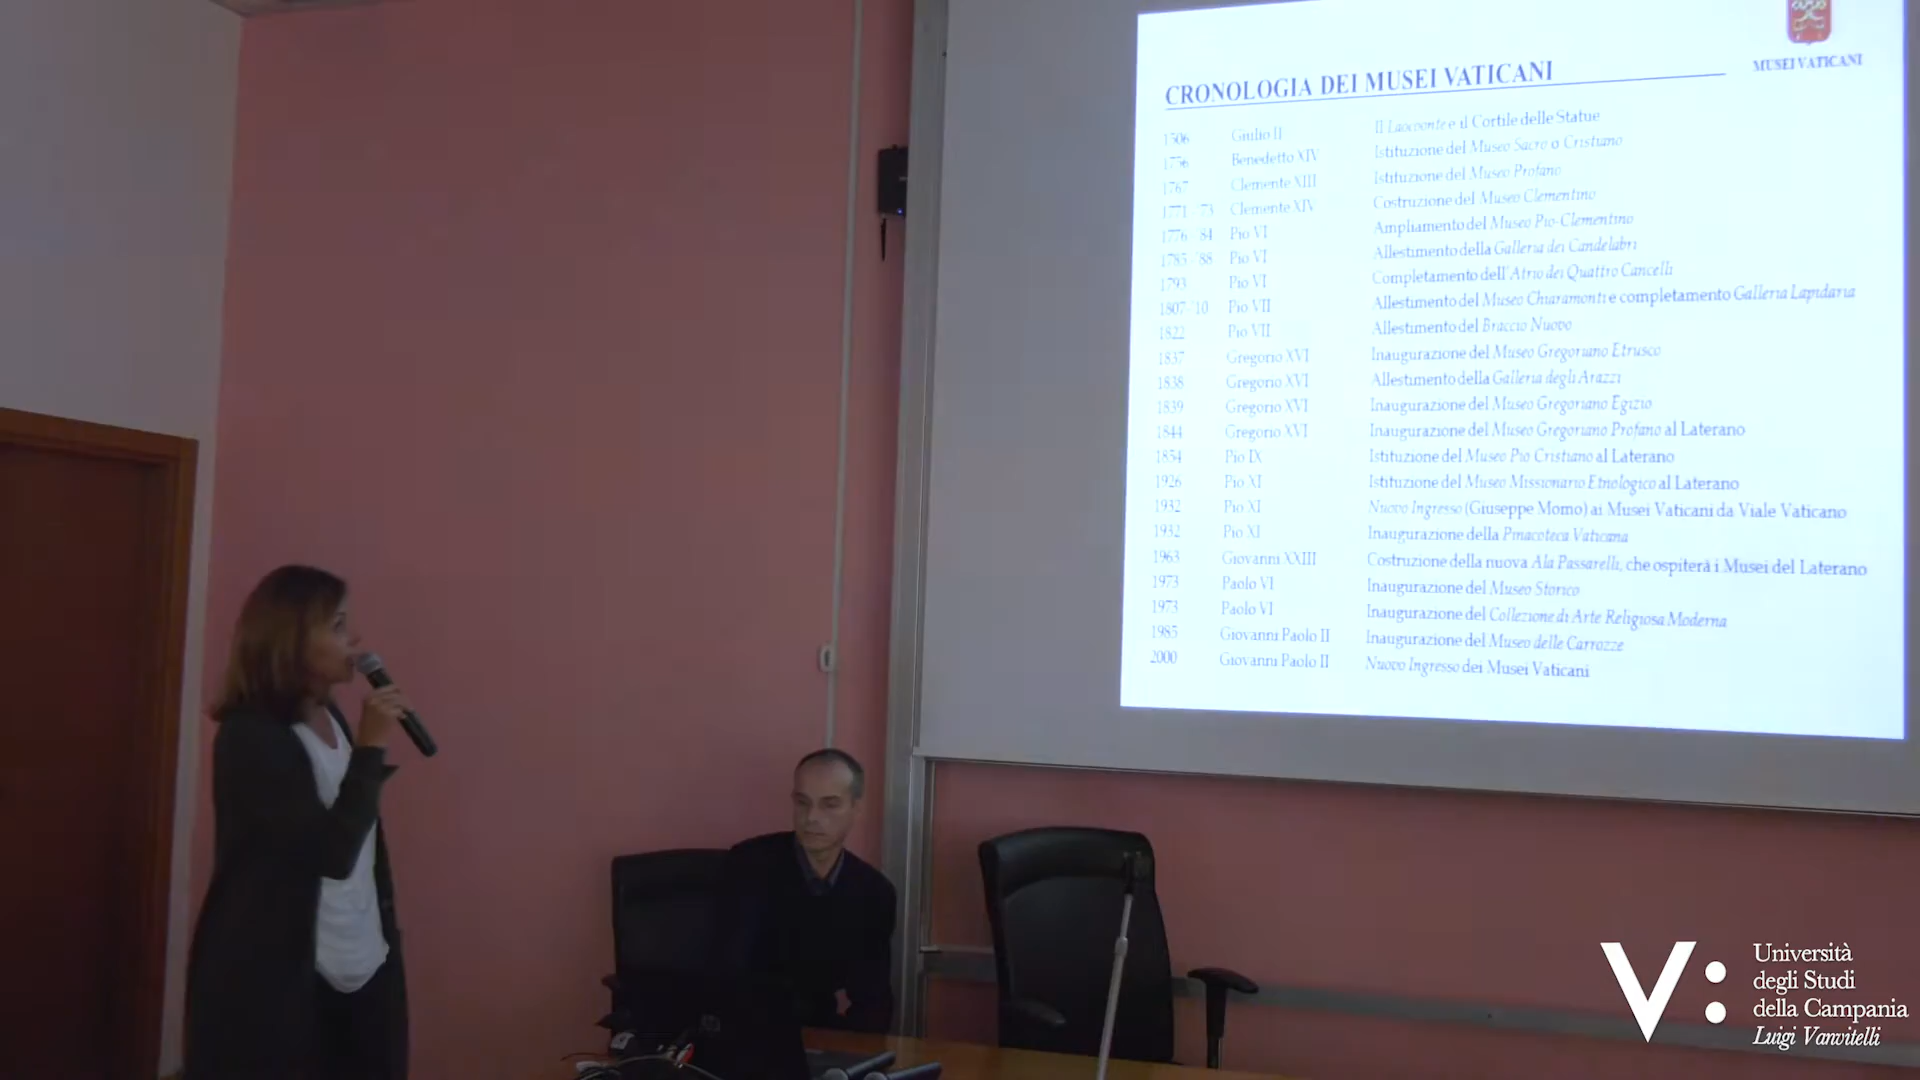 MUSEI VATICANI
CRONOLOGIA DEI MUSEI VATICANI
1506 Giulio II Il Laocoonte e il Cortile delle Statue
Benedetto XIV Istituzione del Museo Sacro o Cristiano
1767 Clemente XIII Istituzione del Museo Profano
1771 73 Clemente XIV Costruzione del Museo Clementino
1776 84 Pio VI Ampliamento del Museo Pio-Clementino
1785 '88 Pio VI Allestimento della Galleria dei Candelabri
1793 Pio VI Completamento dell'Atrio dei Quattro Cancelli
1807 '10 Pio VII Allestimento del Museo Chiaramonti e completamento Galleria Lapidaria
1822 Pio VII Allestimento del Braccio Nuovo
1837 Gregorio XVI Inaugurazione del Museo Gregoriano Etrusco
1838 Gregorio XVI Allestimento della Galleria degli Arazzi
1839 Gregorio XVI Inaugurazione del Museo Gregoriano Egizio
1844 Gregorio XVI Inaugurazione del Museo Gregoriano Profano al Laterano
1854 Pio IX Istituzione del Museo Pio Cristiano al Laterano
1926 Pio XI Istituzione del Museo Missionario Etnologico al Laterano
1932 Pio XI Nuovo Ingresso (Giuseppe Momo) ai Musei Vaticani da Viale Vaticano
1932 Pio XI Inaugurazione della Pinacoteca Vaticana
1963 Giovanni XXIII Costruzione della nuova Ala Passarelli, che ospiterà i Musei del Laterano
1973 Paolo VI Inaugurazione del Museo Storico
1973 Paolo VI Inaugurazione del Collezione di Arte Religiosa Moderna
1985 Giovanni Paolo II Inaugurazione del Museo delle Carrozze
2000 Giovanni Paolo II Nuovo Ingresso dei Musei Vaticani
V:
Università
degli Studi
della Campania
Luigi Vanvitelli